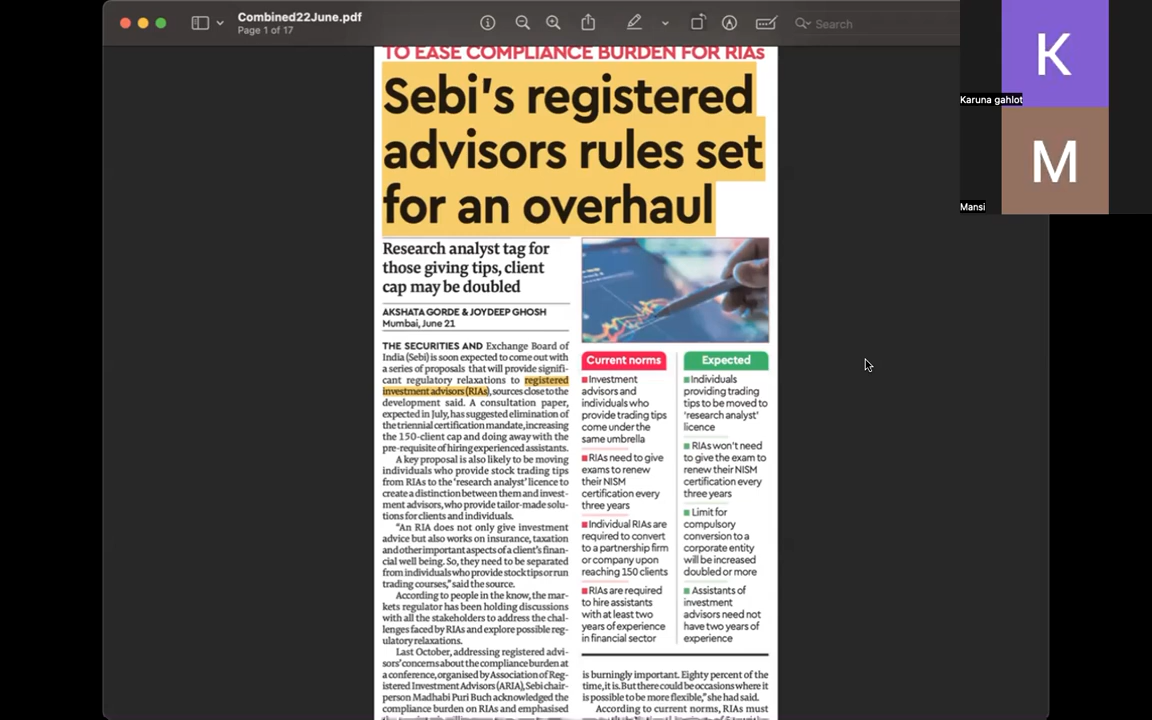 Combined22June.pdf
Page 1 of 17
Search
K
Karuna gahlot
M
Mansi
TO EASE COMPLIANCE BURDEN FOR RIAs
Sebi's registered
advisors rules set
for an overhaul
Research analyst tag for
those giving tips, client
cap may be doubled
AKSHATA GORDE & JOYDEEP GHOSH
Mumbai, June 21
THE SECURITIES AND Exchange Board of
India (Sebi) is soon expected to come out with
a series of proposals that will provide signifi-
cant regulatory relaxations to registered
investment advisors (RIAs), sources close to the
development said. A consultation paper,
expected in July, has suggested elimination of
the triennial certification mandate, increasing
the 150-client cap and doing away with the
pre-requisite of hiring experienced assistants.
A key proposal is also likely to be moving
individuals who provide stock trading tips
from RIAs to the 'research analyst' licence to
create a distinction between them and invest-
ment advisors, who provide tailor-made solu-
tions for clients and individuals.
"An RIA does not only give investment
advice but also works on insurance, taxation
and other important aspects of a client's finan-
cial well being. So, they need to be separated
from individuals who provide stock tips or run
trading courses," said the source.
According to people in the know, the mar-
kets regulator has been holding discussions
with all the stakeholders to address the chal-
lenges faced by RIAs and explore possible reg-
ulatory relaxations.
Last October, addressing registered advi-
sors' concerns about the compliance burden at
a conference, organised by Association of Reg-
istered Investment Advisors (ARIA), Sebi chair-
person Madhabi Puri Buch acknowledged the
compliance burden on RIAs and emphasised
Current norms
Investment
advisors and
individuals who
provide trading tips
come under the
same umbrella
RIAs need to give
exams to renew
their NISM
certification every
three years
Individual RIAs are
required to convert
to a partnership firm
or company upon
reaching 150 clients
RIAs are required
to hire assistants
with at least two
years of experience
in financial sector
Expected
Individuals
providing trading
tips to be moved to
'research analyst'
licence
RIAs won't need
to give the exam to
renew their NISM
certification every
three years
Limit for
compulsory
conversion to a
corporate entity
will be increased
doubled or more
Assistants of
investment
advisors need not
have two years of
experience
is burningly important. Eighty percent of the
time, it is. But there could be occasions where it
is possible to be more flexible," she had said.
According to current norms, RIAs must